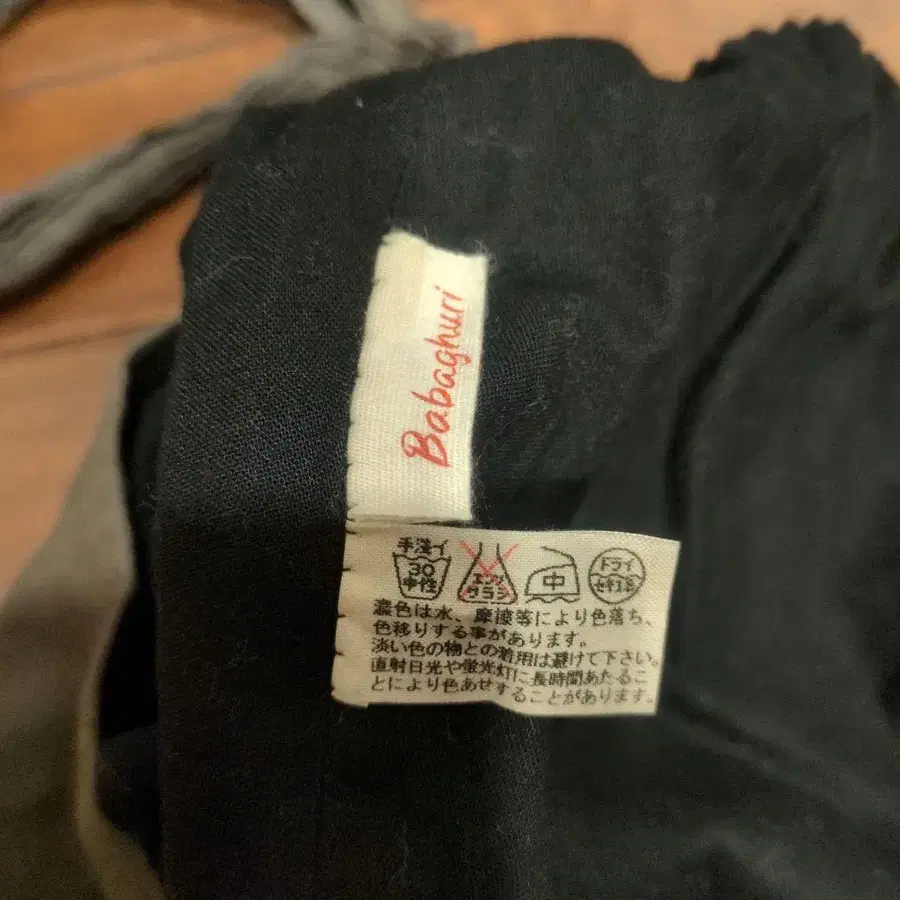 Babaghuri
手洗イ
30
中性
エンソ
サラシ
中
ドライ
セキユ系
濃色は水、摩擦等により色落ち、
色移りする事があります。
淡い色の物との着用は避けて下さい。
直射日光や蛍光灯に長時間あたるこ
とにより色あせすることがあります。